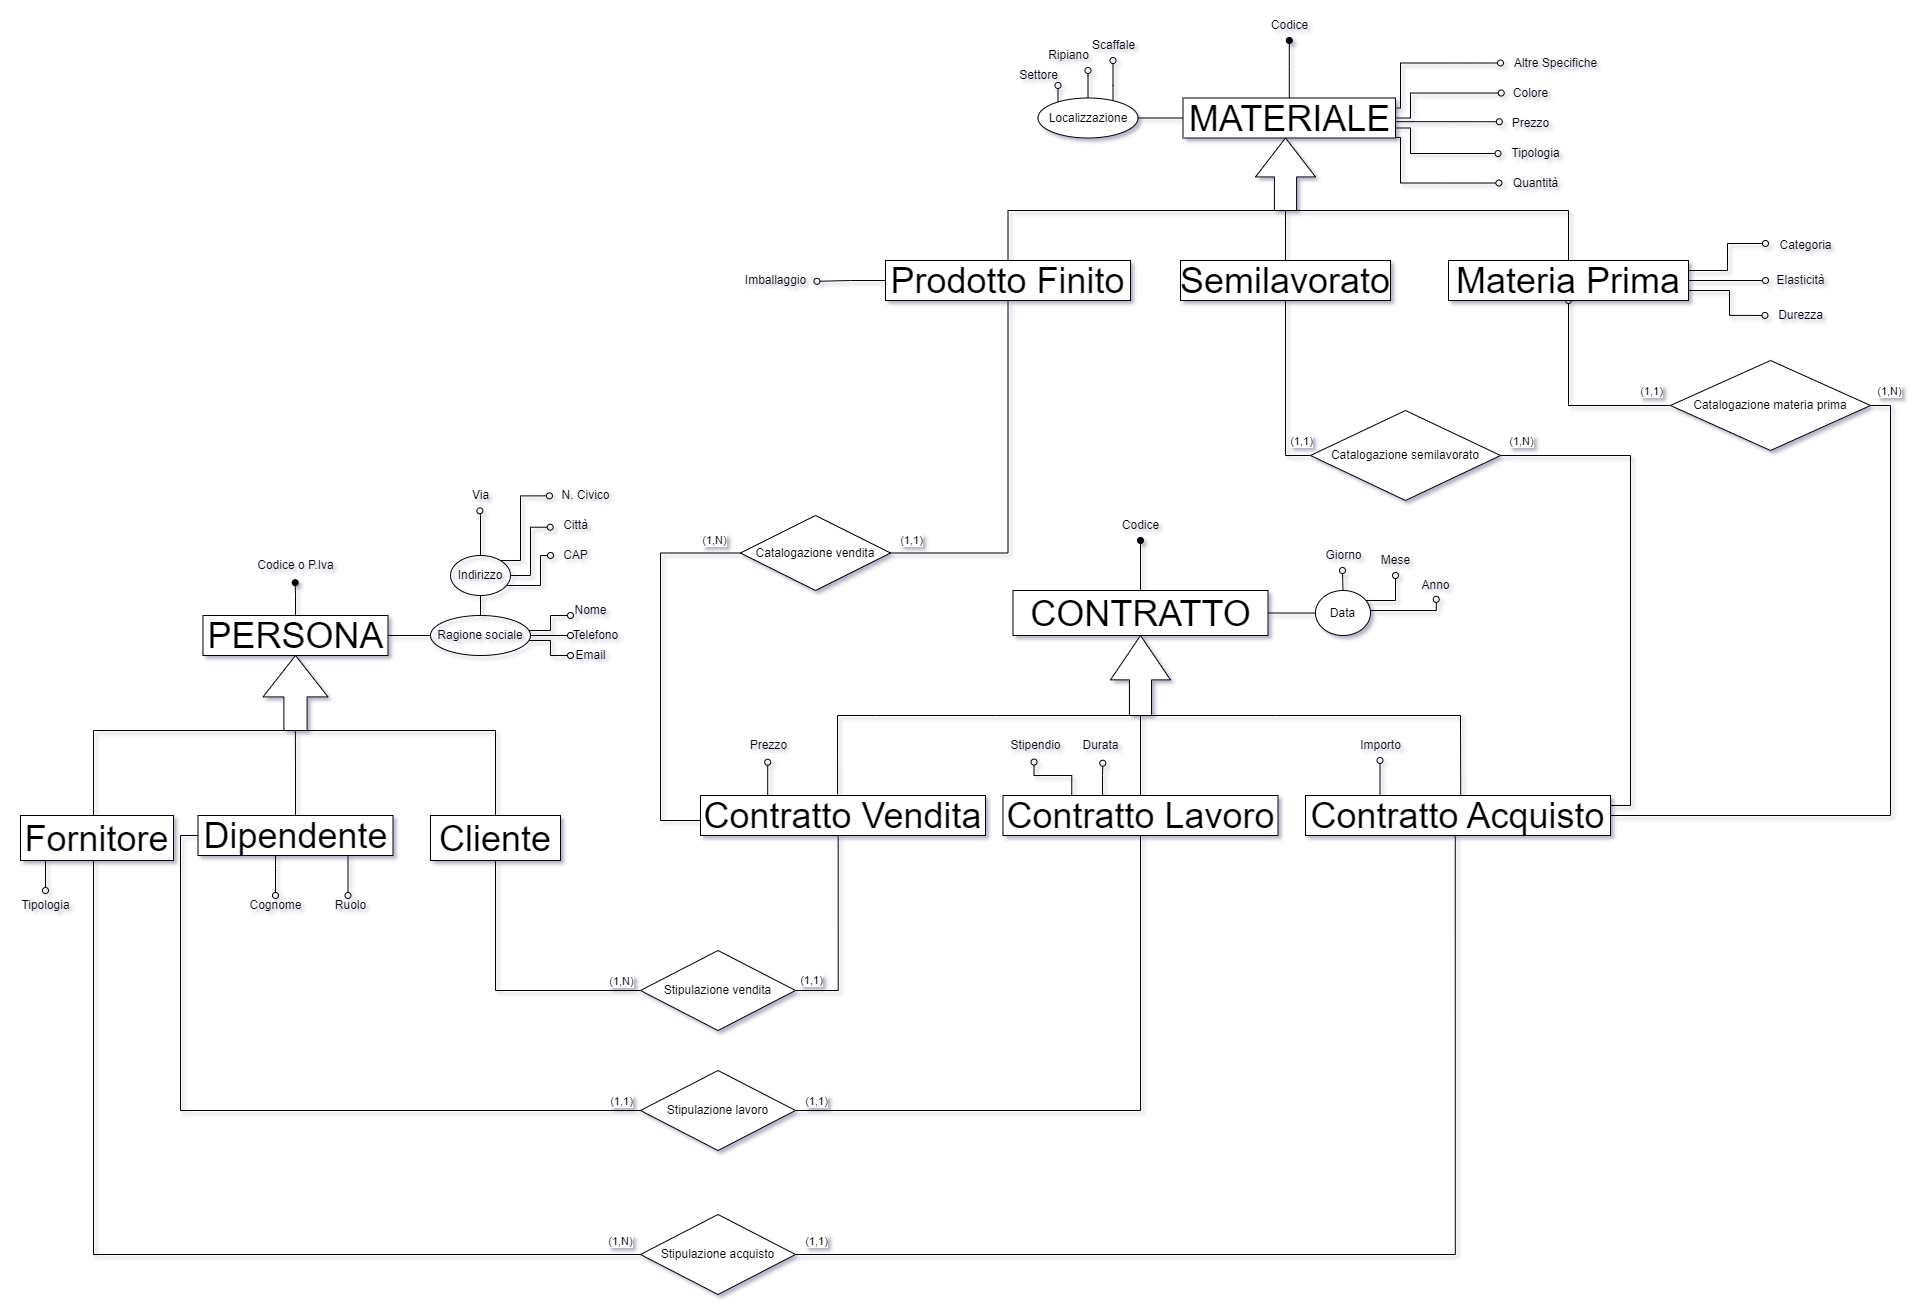 Codice
Scaffale
Ripiano
Settore
Localizzazione
MATERIALE
Altre Specifiche
Colore
Prezzo
Tipologia
Quantità
Imballaggio
Prodotto Finito
Semilavorato
Materia Prima
Categoria
Elasticità
Durezza
(1,1)
Catalogazione materia prima
(1,N)
(1,1)
Catalogazione semilavorato
(1,N)
(1,N)
Catalogazione vendita
(1,1)
Via
N. Civico
Città
CAP
Indirizzo
Codice o P.Iva
PERSONA
Ragione sociale
Nome
Telefono
Email
Codice
CONTRATTO
Data
Giorno
Mese
Anno
Prezzo
Stipendio
Durata
Importo
Contratto Vendita
Contratto Lavoro
Contratto Acquisto
Fornitore
Dipendente
Cliente
Tipologia
Cognome
Ruolo
(1,N)
Stipulazione vendita
(1,1)
(1,1)
Stipulazione lavoro
(1,1)
(1,N)
Stipulazione acquisto
(1,1)